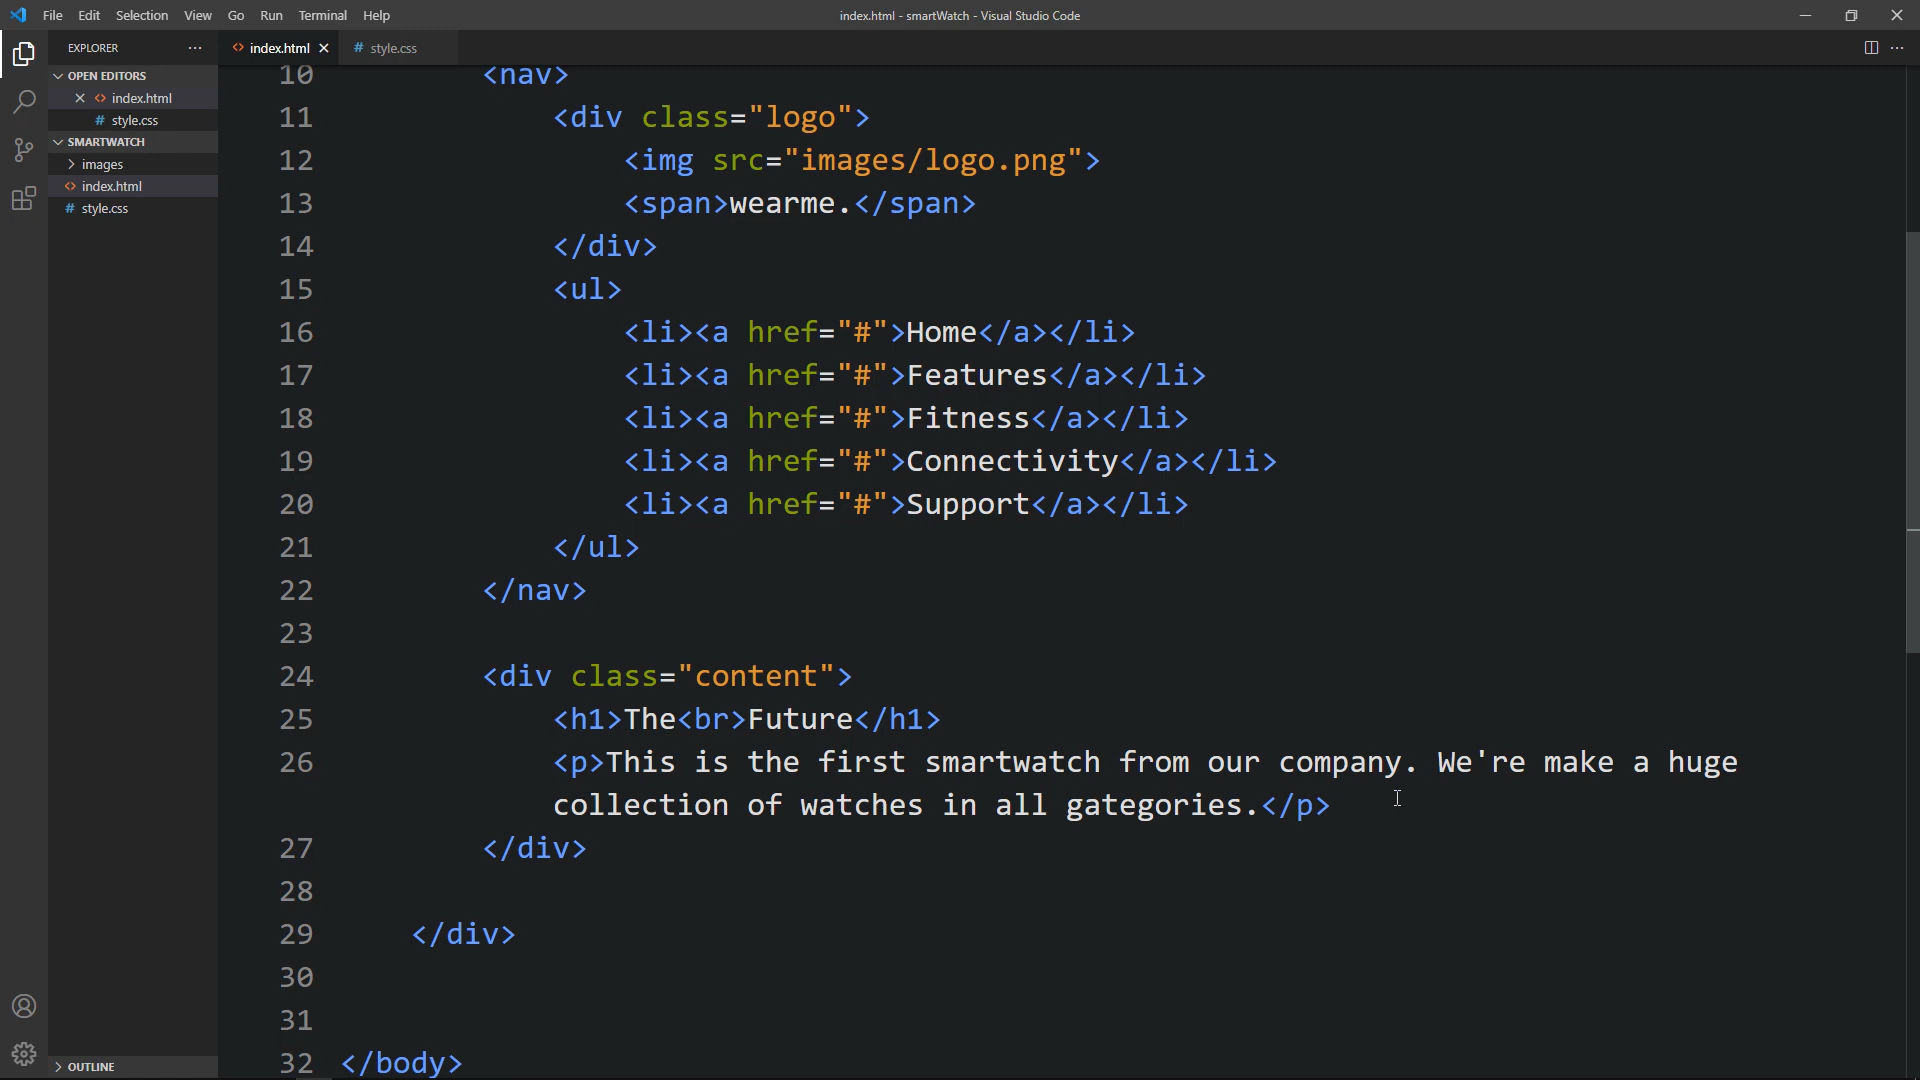 File Edit Selection View Go Run Terminal Help
index.html - smartWatch - Visual Studio Code
EXPLORER
index.html
# style.css
OPEN EDITORS
index.html
# style.css
SMARTWATCH
images
index.html
# style.css
OUTLINE
10 <nav>
11 <div class="logo">
12 <img src="images/logo.png">
13 <span>wearme.</span>
14 </div>
15 <ul>
16 <li><a href="#">Home</a></li>
17 <li><a href="#">Features</a></li>
18 <li><a href="#">Fitness</a></li>
19 <li><a href="#">Connectivity</a></li>
20 <li><a href="#">Support</a></li>
21 </ul>
22 </nav>
23
24 <div class="content">
25 <h1>The<br>Future</h1>
26 <p>This is the first smartwatch from our company. We're make a huge
collection of watches in all gategories.</p>
27 </div>
28
29 </div>
30
31
32 </body>